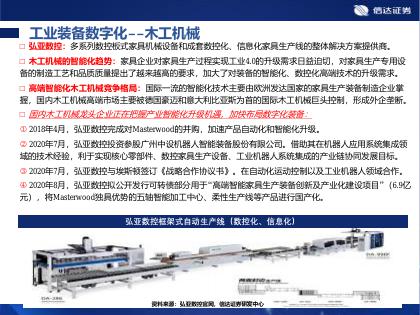 信达证券
工业装备数字化--木工机械
□ 弘亚数控：多系列数控板式家具机械设备和成套数控化、信息化家具生产线的整体解决方案提供商。
□ 木工机械的智能化趋势：家具企业对家具生产过程实现工业4.0的升级需求日益迫切，对家具生产专用设
备的制造工艺和品质质量提出了越来越高的要求，加大了对装备的智能化、数控化高端技术的升级需求。
□ 高端智能化木工机械竞争格局：国际一流的智能化技术主要由欧洲发达国家的家具生产装备制造企业掌
握，国内木工机械高端市场主要被德国豪迈和意大利比亚斯为首的国际木工机械巨头控制，形成外企垄断。
□ 国内木工机械龙头企业正在把握产业智能化升级机遇，加快布局数字化装备：
① 2018年4月，弘亚数控完成对Masterwood的并购，加速产品自动化和智能化升级。
② 2020年7月，弘亚数控投资参股广州中设机器人智能装备股份有限公司。借助其在机器人应用系统集成领
域的技术经验，利于实现核心零部件、数控家具生产设备、工业机器人系统集成的产业链协同发展目标。
③ 2020年7月，弘亚数控与埃斯顿签订《战略合作协议书》。在自动化运动控制以及工业机器人领域合作。
④ 2020年8月，弘亚数控拟公开发行可转债部分用于“高端智能家具生产装备创新及产业化建设项目”（6.9亿
元），将Masterwood独具优势的五轴智能加工中心、柔性生产线等产品进行国产化。
弘亚数控框架式自动生产线（数控化、信息化）
资料来源：弘亚数控官网，信达证券研发中心